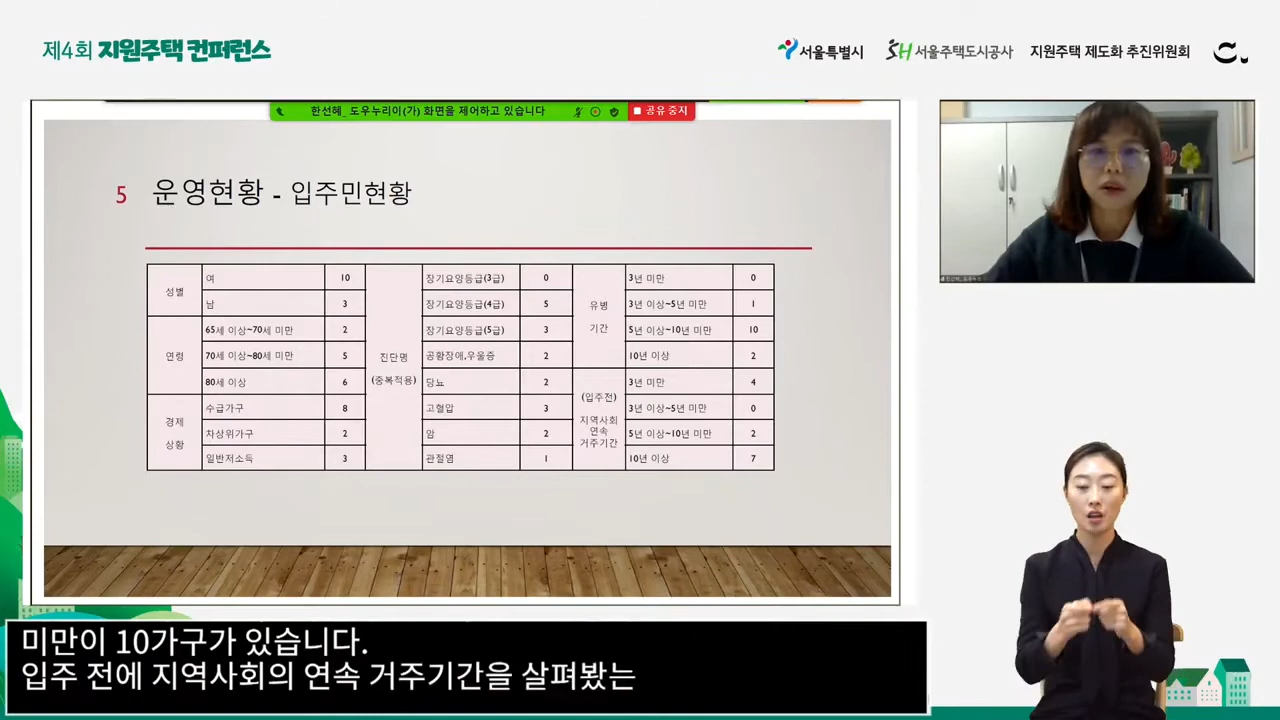 제4회 지원주택 컨퍼런스
서울특별시
SH 서울주택도시공사
지원주택 제도화 추진위원회
한선혜_ 도우누리이(가) 화면을 제어하고 있습니다
공유 중지
5 운영현황 - 입주민현황
성별
여 10
남 3
연령
65세 이상~70세 미만 2
70세 이상~80세 미만 5
80세 이상 6
경제
상황
수급가구 8
차상위가구 2
일반저소득 3
진단명
(중복적용)
장기요양등급(3급) 0
장기요양등급(4급) 5
장기요양등급(5급) 3
공황장애,우울증 2
당뇨 2
고혈압 3
암 2
관절염 1
유병
기간
3년 미만 0
3년 이상~5년 미만 1
5년 이상~10년 미만 10
10년 이상 2
(입주전)
지역사회
연속
거주기간
3년 미만 4
3년 이상~5년 미만 0
5년 이상~10년 미만 2
10년 이상 7
미만이 10가구가 있습니다.
입주 전에 지역사회의 연속 거주기간을 살펴봤는